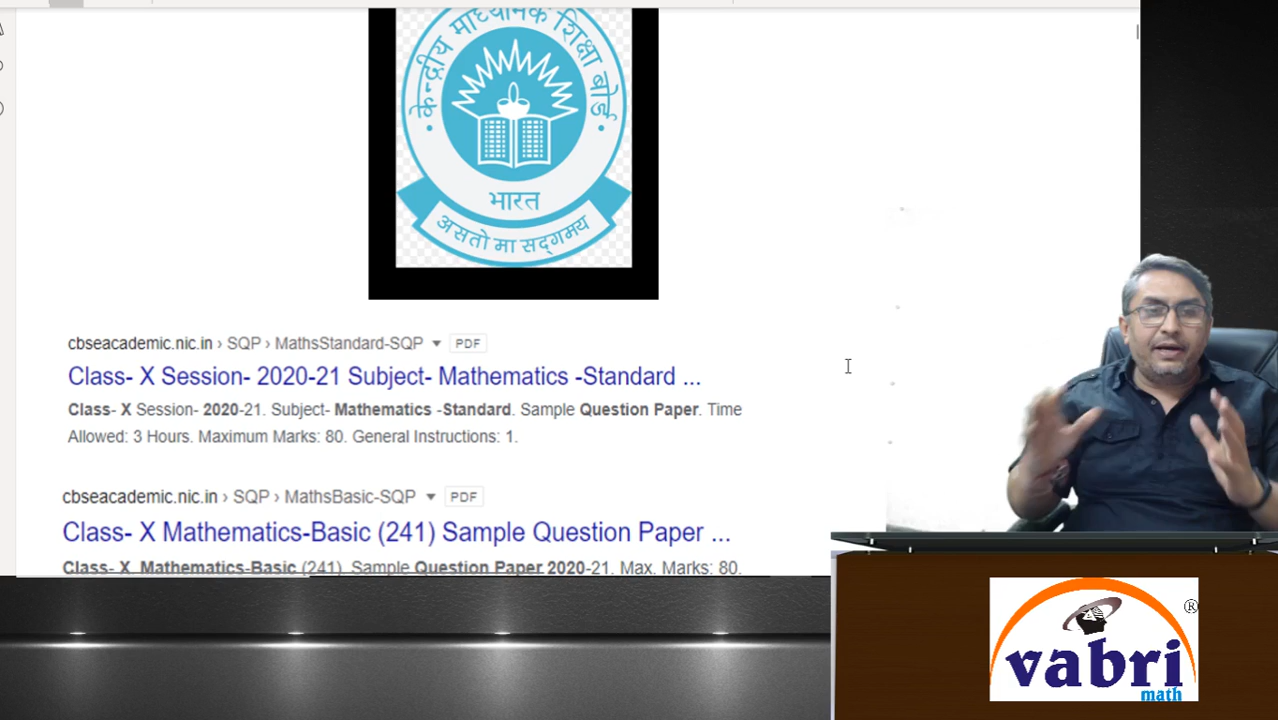 केन्द्रीय माध्यमिक शिक्षा बोर्ड
भारत
असतो मा सद्गमय
cbseacademic.nic.in › SQP › MathsStandard-SQP ▼ PDF
Class- X Session- 2020-21 Subject- Mathematics -Standard ...
Class- X Session- 2020-21. Subject- Mathematics -Standard. Sample Question Paper. Time
Allowed: 3 Hours. Maximum Marks: 80. General Instructions: 1.
cbseacademic.nic.in › SQP › MathsBasic-SQP ▼ PDF
Class- X Mathematics-Basic (241) Sample Question Paper ...
Class- X Mathematics-Basic (241). Sample Question Paper 2020-21. Max. Marks: 80.
vabri ®
math